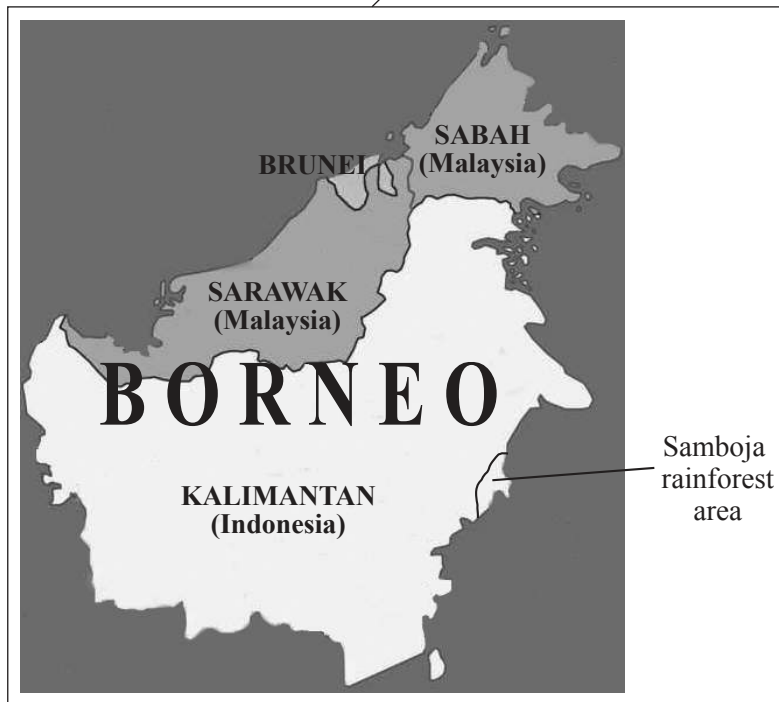 SABAH
(Malaysia)
BRUNEI
SARAWAK
(Malaysia)
BORNEO
KALIMANTAN
(Indonesia)
Samboja
rainforest
area